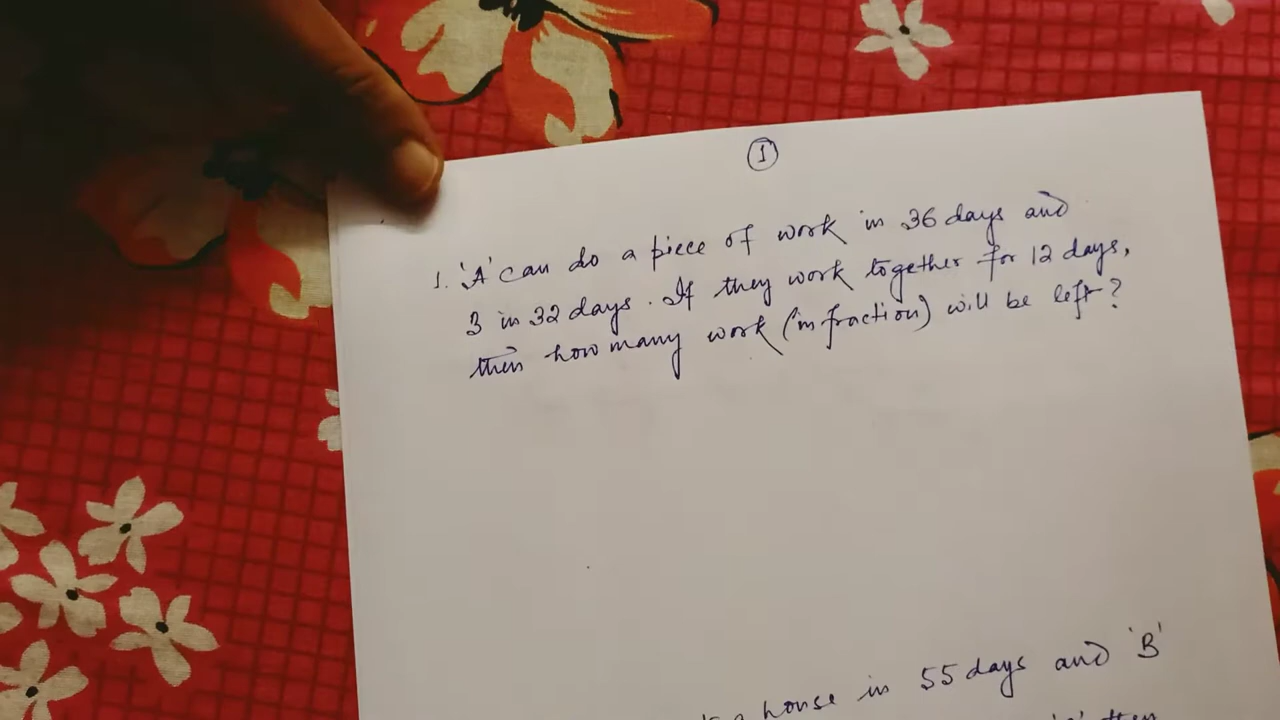 1
1. 'A' can do a piece of work in 36 days and
B in 32 days. If they work together for 12 days,
then how many work (in fraction) will be left?
a house in 55 days and 'B'
then